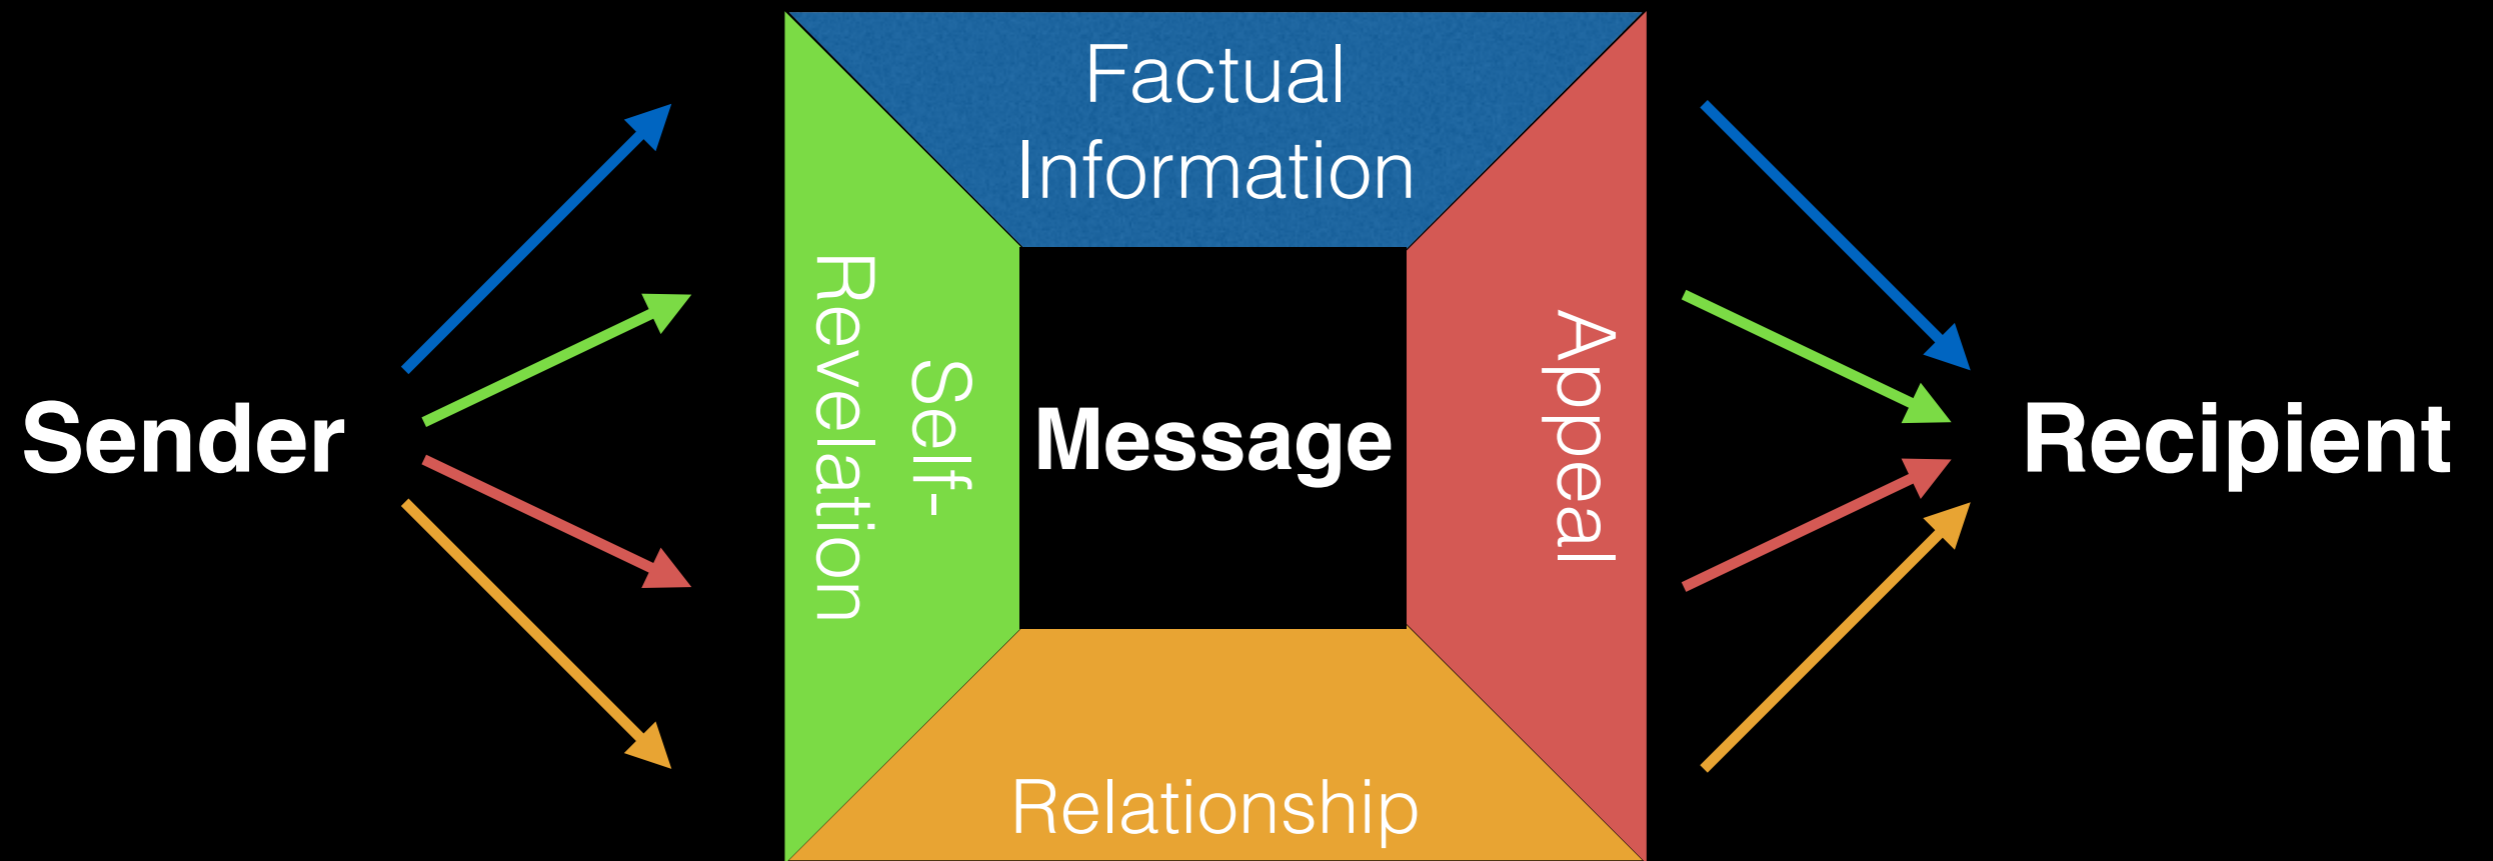 Factual
Information
Sender
Self-
Revelation
Message
Appeal
Recipient
Relationship